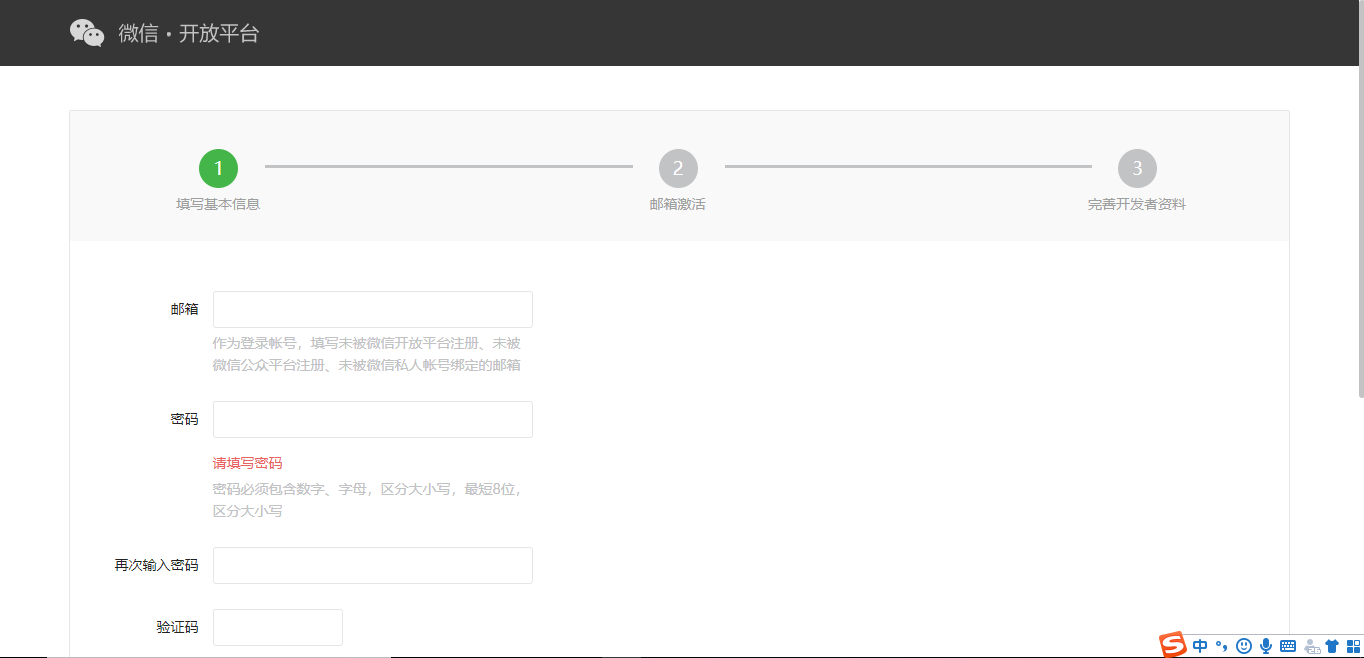 微信·开放平台
1
2
3
填写基本信息
邮箱激活
完善开发者资料
邮箱
作为登录帐号，填写未被微信开放平台注册、未被
微信公众平台注册、未被微信私人帐号绑定的邮箱
密码
请填写密码
密码必须包含数字、字母，区分大小写，最短8位，
区分大小写
再次输入密码
验证码
S
中